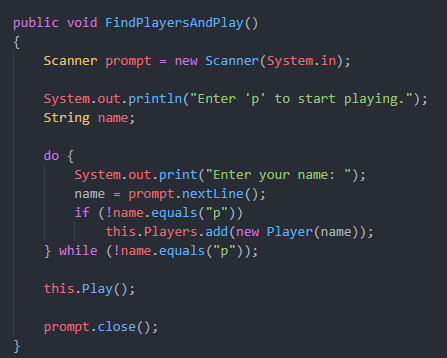 public void FindPlayersAndPlay()
{
    Scanner prompt = new Scanner(System.in);

    System.out.println("Enter 'p' to start playing.");
    String name;

    do {
        System.out.print("Enter your name: ");
        name = prompt.nextLine();
        if (!name.equals("p"))
            this.Players.add(new Player(name));
    } while (!name.equals("p"));

    this.Play();

    prompt.close();
}